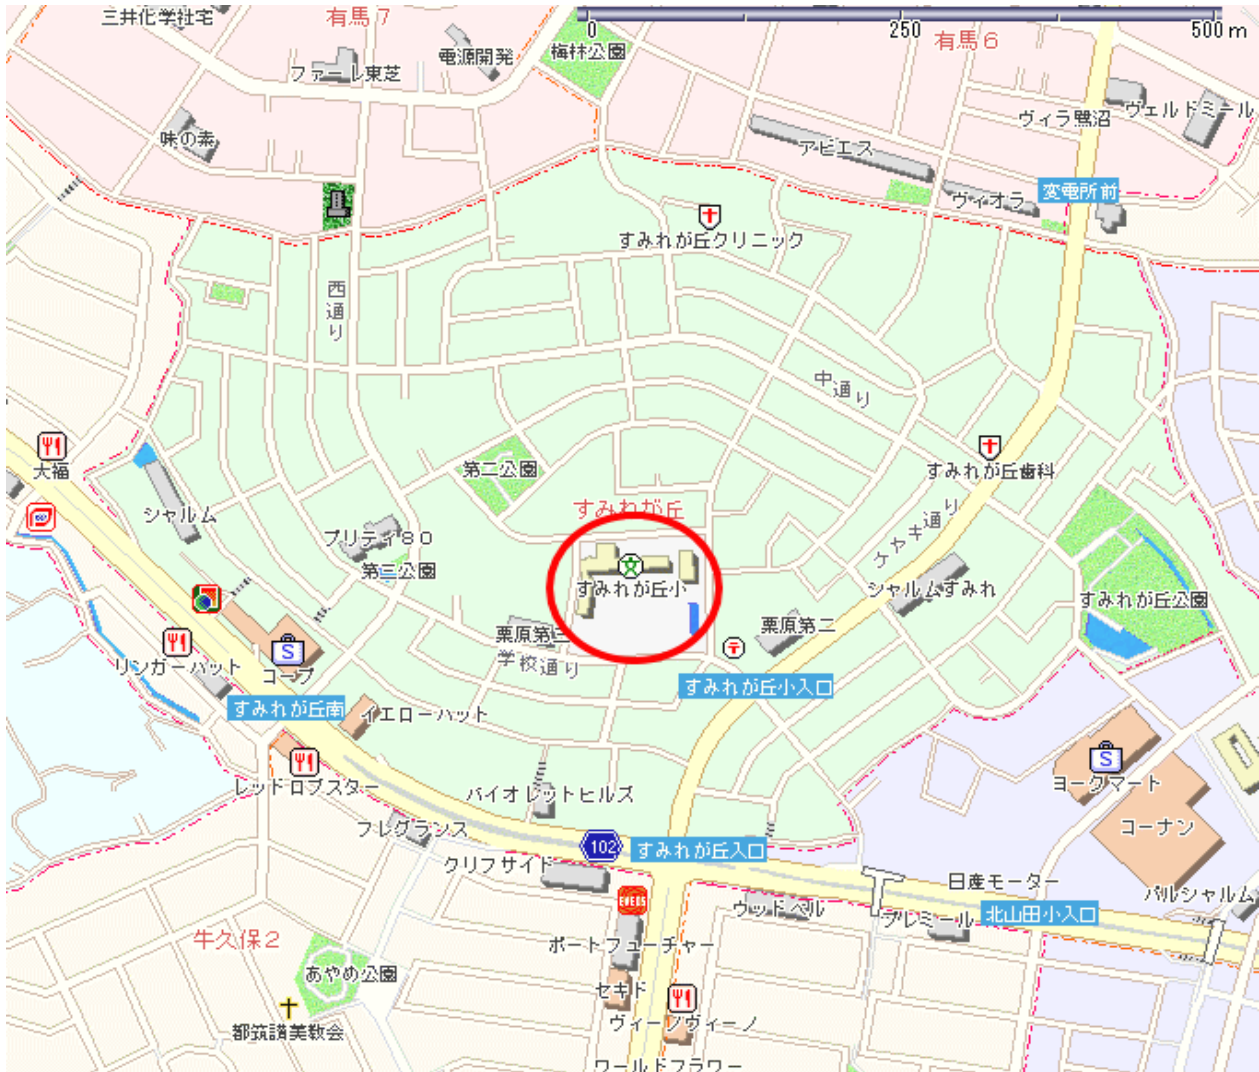 三井化学社宅
有馬7
電源開発
梅林公園
0
250
500 m
有馬6
ファーレ東芝
味の素
アビエス
ヴィラ鷺沼
ヴェルドミール
ヴィオラ
変電所前
すみれが丘クリニック
西通り
中通り
大福
第二公園
すみれが丘歯科
シャルム
すみれが丘
プリティ80
第三公園
すみれが丘小
シャルムすみれ
すみれが丘公園
栗原第三
栗原第二
学校通り
リンガーハット
S
コープ
すみれが丘南
すみれが丘小入口
イエローハット
レッドロブスター
バイオレットヒルズ
S
ヨークマート
コーナン
フレグランス
102
すみれが丘入口
クリフサイド
日産モーター
パルシャルム
ウッドベル
プレミール
北山田小入口
牛久保2
ポートフューチャー
あやめ公園
セキド
都筑讃美教会
ヴィーノヴィーノ
ワールドフラワー